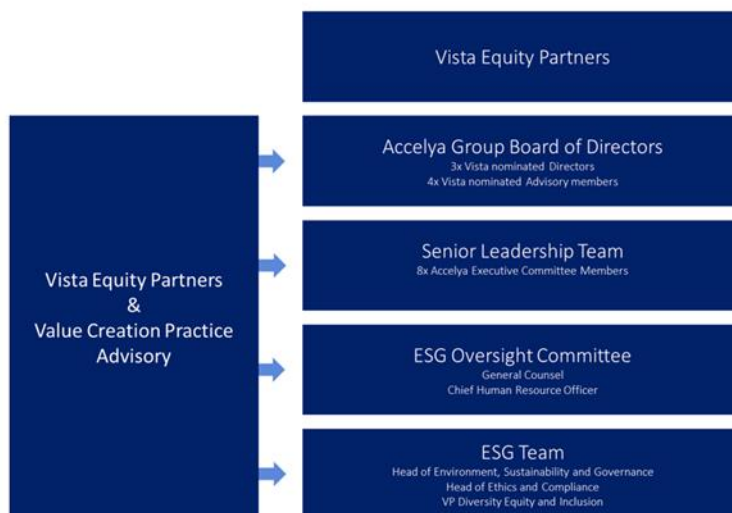 Vista Equity Partners
Accelya Group Board of Directors
3x Vista nominated Directors
4x Vista nominated Advisory members
Senior Leadership Team
8x Accelya Executive Committee Members
Vista Equity Partners
&
Value Creation Practice
Advisory
ESG Oversight Committee
General Counsel
Chief Human Resource Officer
ESG Team
Head of Environment, Sustainability and Governance
Head of Ethics and Compliance
VP Diversity Equity and Inclusion